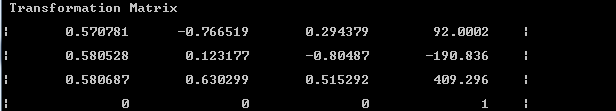 Transformation Matrix
¦ 0.570781 -0.766519 0.294379 92.0002 ¦
¦ 0.580528 0.123177 -0.80487 -190.836 ¦
¦ 0.580687 0.630299 0.515292 409.296 ¦
¦ 0 0 0 1 ¦